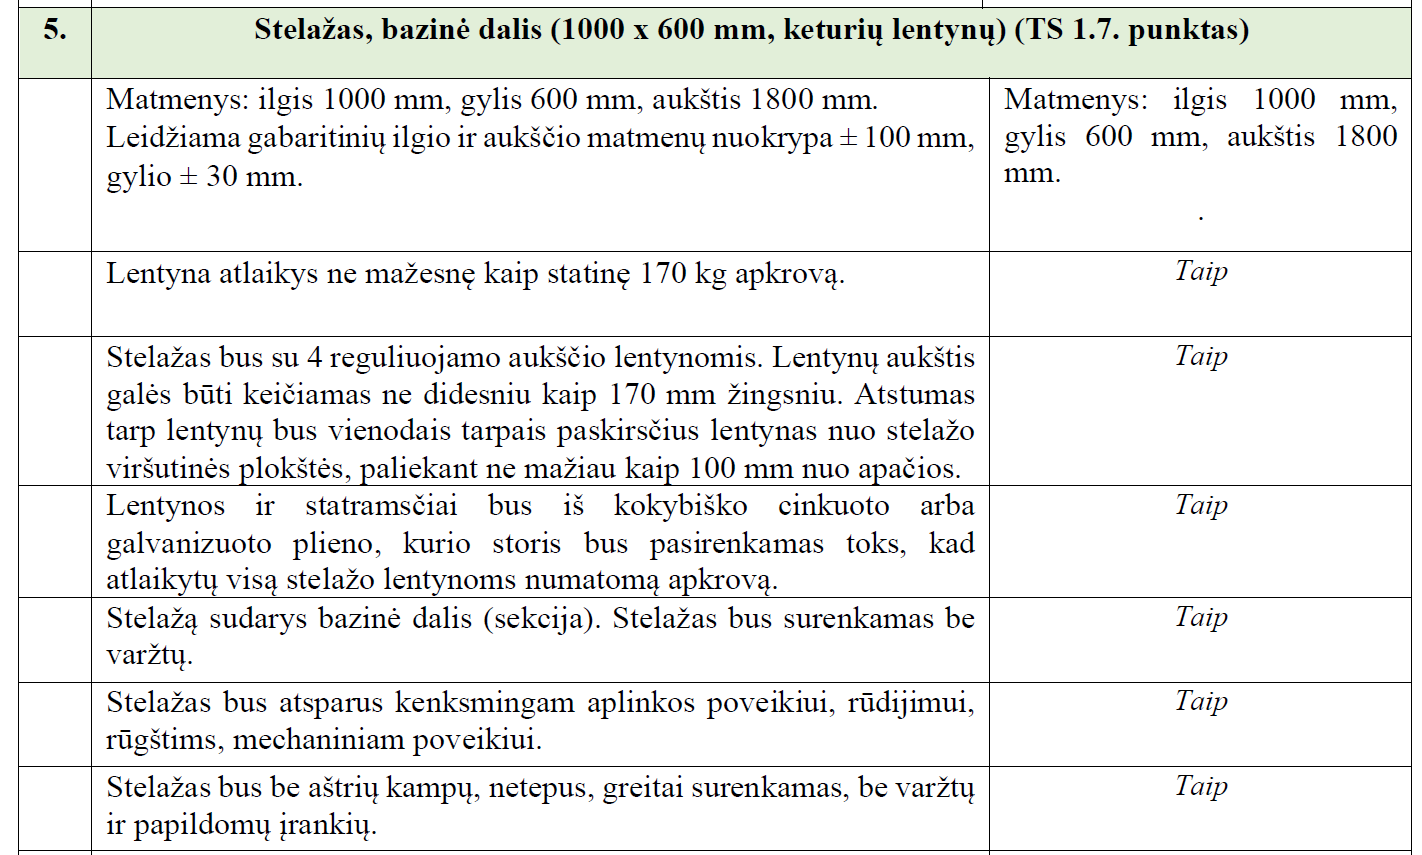 5.
Stelažas, bazinė dalis (1000 x 600 mm, keturių lentynų) (TS 1.7. punktas)
Matmenys: ilgis 1000 mm, gylis 600 mm, aukštis 1800 mm.
Leidžiama gabaritinių ilgio ir aukščio matmenų nuokrypa ± 100 mm,
gylio ± 30 mm.
Matmenys: ilgis 1000 mm,
gylis 600 mm, aukštis 1800
mm.
.
Lentyna atlaikys ne mažesnę kaip statinę 170 kg apkrovą.
Taip
Stelažas bus su 4 reguliuojamo aukščio lentynomis. Lentynų aukštis
galės būti keičiamas ne didesniu kaip 170 mm žingsniu. Atstumas
tarp lentynų bus vienodais tarpais paskirsčius lentynas nuo stelažo
viršutinės plokštės, paliekant ne mažiau kaip 100 mm nuo apačios.
Taip
Lentynos ir statramsčiai bus iš kokybiško cinkuoto arba
galvanizuoto plieno, kurio storis bus pasirenkamas toks, kad
atlaikytų visą stelažo lentynoms numatomą apkrovą.
Taip
Stelažą sudarys bazinė dalis (sekcija). Stelažas bus surenkamas be
varžtų.
Taip
Stelažas bus atsparus kenksmingam aplinkos poveikiui, rūdijimui,
rūgštims, mechaniniam poveikiui.
Taip
Stelažas bus be aštrių kampų, netepus, greitai surenkamas, be varžtų
ir papildomų įrankių.
Taip